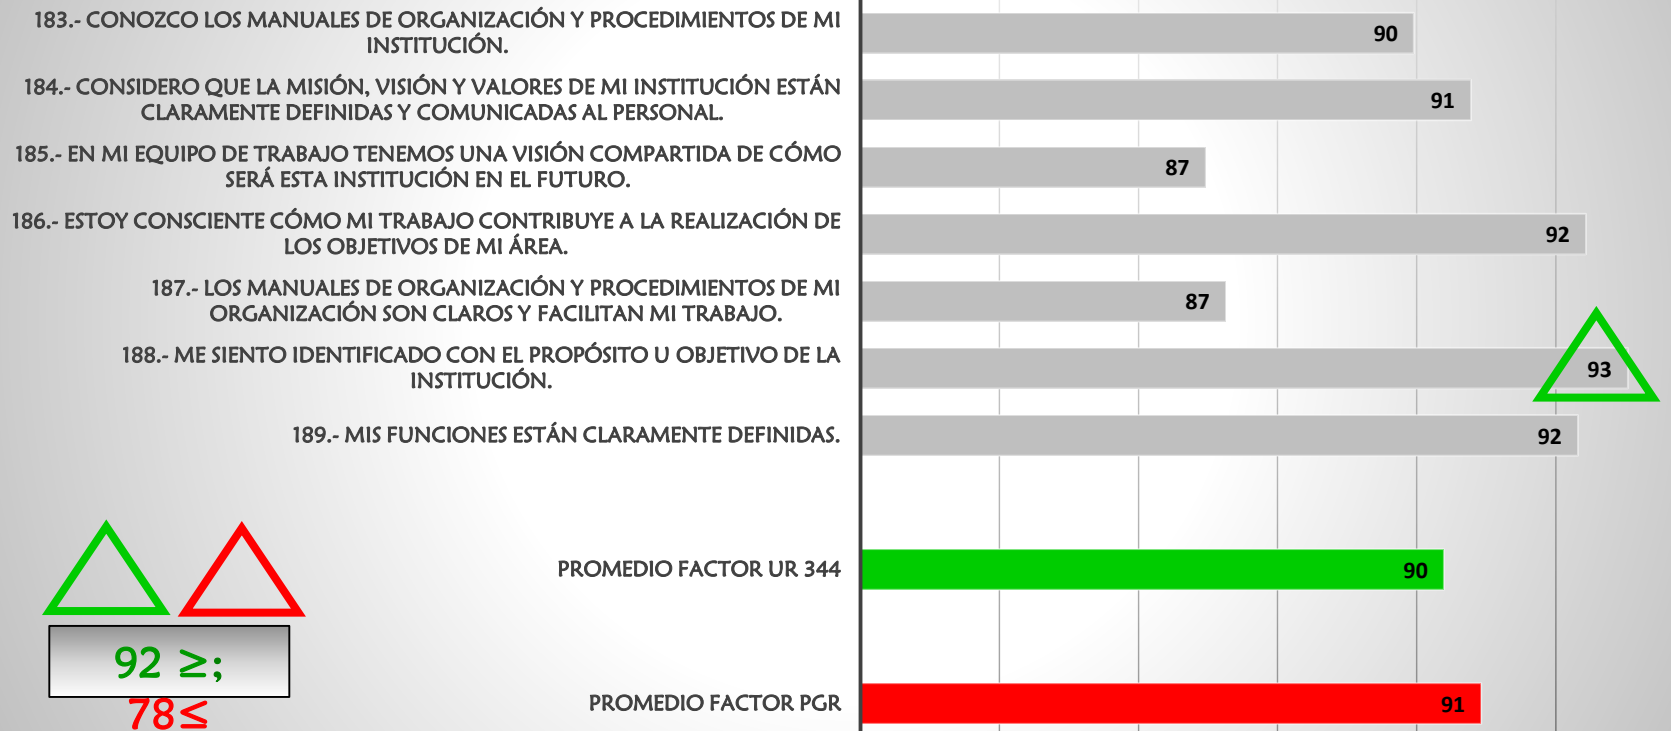 183.- CONOZCO LOS MANUALES DE ORGANIZACIÓN Y PROCEDIMIENTOS DE MI
INSTITUCIÓN.
90
184.- CONSIDERO QUE LA MISIÓN, VISIÓN Y VALORES DE MI INSTITUCIÓN ESTÁN
CLARAMENTE DEFINIDAS Y COMUNICADAS AL PERSONAL.
91
185.- EN MI EQUIPO DE TRABAJO TENEMOS UNA VISIÓN COMPARTIDA DE CÓMO
SERÁ ESTA INSTITUCIÓN EN EL FUTURO.
87
186.- ESTOY CONSCIENTE CÓMO MI TRABAJO CONTRIBUYE A LA REALIZACIÓN DE
LOS OBJETIVOS DE MI ÁREA.
92
187.- LOS MANUALES DE ORGANIZACIÓN Y PROCEDIMIENTOS DE MI
ORGANIZACIÓN SON CLAROS Y FACILITAN MI TRABAJO.
87
188.- ME SIENTO IDENTIFICADO CON EL PROPÓSITO U OBJETIVO DE LA
INSTITUCIÓN.
93
189.- MIS FUNCIONES ESTÁN CLARAMENTE DEFINIDAS.
92
PROMEDIO FACTOR UR 344
90
92 ≥;
78≤
PROMEDIO FACTOR PGR
91